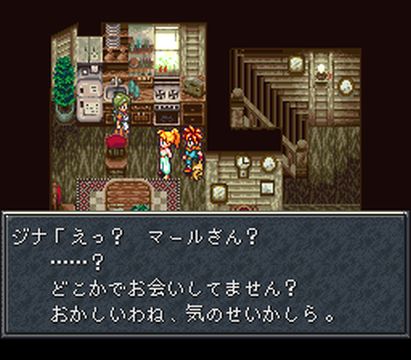 ジナ「えっ？　マールさん？
……？
どこかでお会いしてません？
おかしいわね、気のせいかしら。